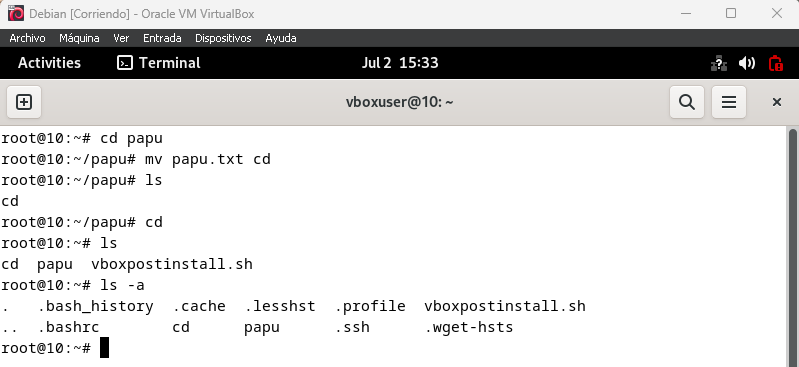 Debian [Corriendo] - Oracle VM VirtualBox
Archivo Máquina Ver Entrada Dispositivos Ayuda
Activities Terminal Jul 2 15:33
vboxuser@10: ~
root@10:~# cd papu
root@10:~/papu# mv papu.txt cd
root@10:~/papu# ls
cd
root@10:~/papu# cd
root@10:~# ls
cd papu vboxpostinstall.sh
root@10:~# ls -a
. .bash_history .cache .lesshst .profile vboxpostinstall.sh
.. .bashrc cd papu .ssh .wget-hsts
root@10:~#